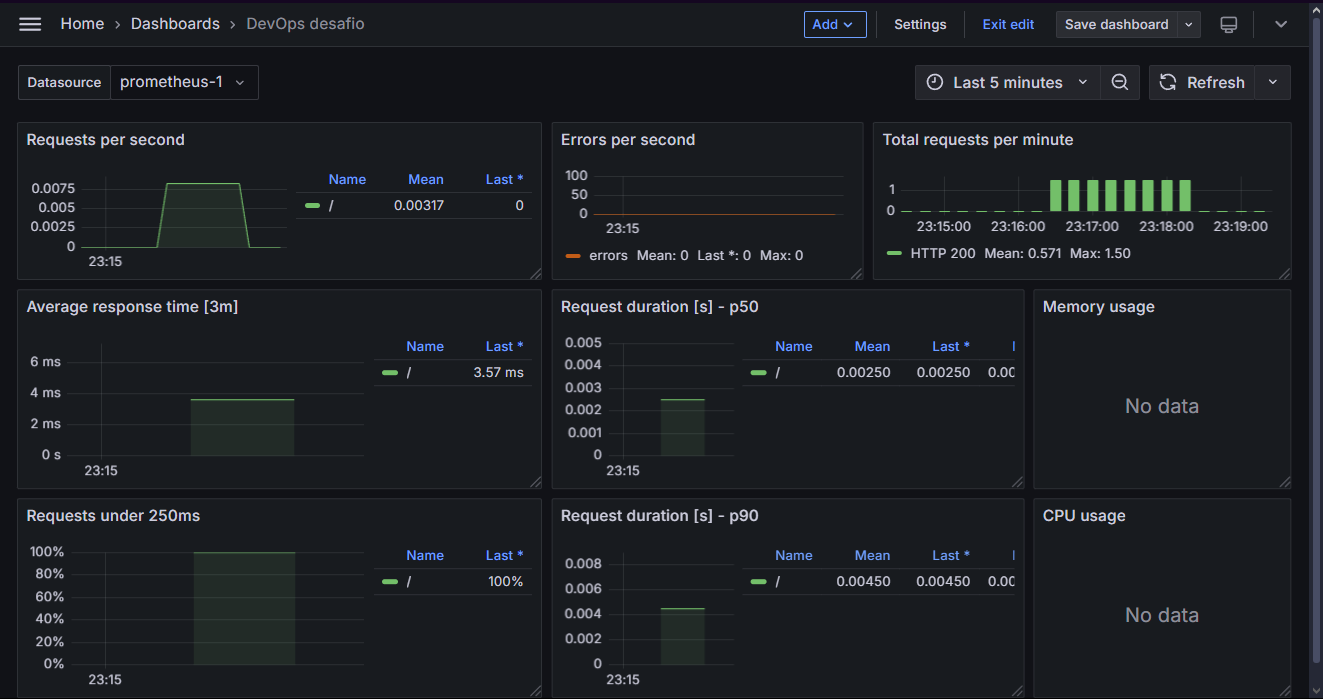 Home > Dashboards > DevOps desafio Add Settings Exit edit Save dashboard
Datasource prometheus-1 Last 5 minutes Refresh
Requests per second
0.0075
0.005
0.0025
0
23:15
Name Mean Last *
/ 0.00317 0
Errors per second
100
50
0
23:15
errors Mean: 0 Last *: 0 Max: 0
Total requests per minute
1
0
23:15:00 23:16:00 23:17:00 23:18:00 23:19:00
HTTP 200 Mean: 0.571 Max: 1.50
Average response time [3m]
6 ms
4 ms
2 ms
0 s
23:15
Name Last *
/ 3.57 ms
Request duration [s] - p50
0.005
0.004
0.003
0.002
0.001
0
23:15
Name Mean Last *
/ 0.00250 0.00250 0.00
Memory usage
No data
Requests under 250ms
100%
80%
60%
40%
20%
0%
23:15
Name Last *
/ 100%
Request duration [s] - p90
0.008
0.006
0.004
0.002
0
23:15
Name Mean Last *
/ 0.00450 0.00450 0.00
CPU usage
No data